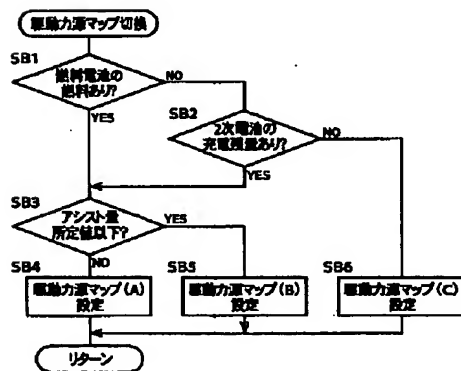 駆動力源マップ切換
SB1
燃料電池の
燃料あり?
NO
YES
SB2
2次電池の
充電残量あり?
NO
YES
SB3
アシスト量
所定値以下?
YES
NO
SB4
駆動力源マップ(A)
設定
SB5
駆動力源マップ(B)
設定
SB6
駆動力源マップ(C)
設定
リターン